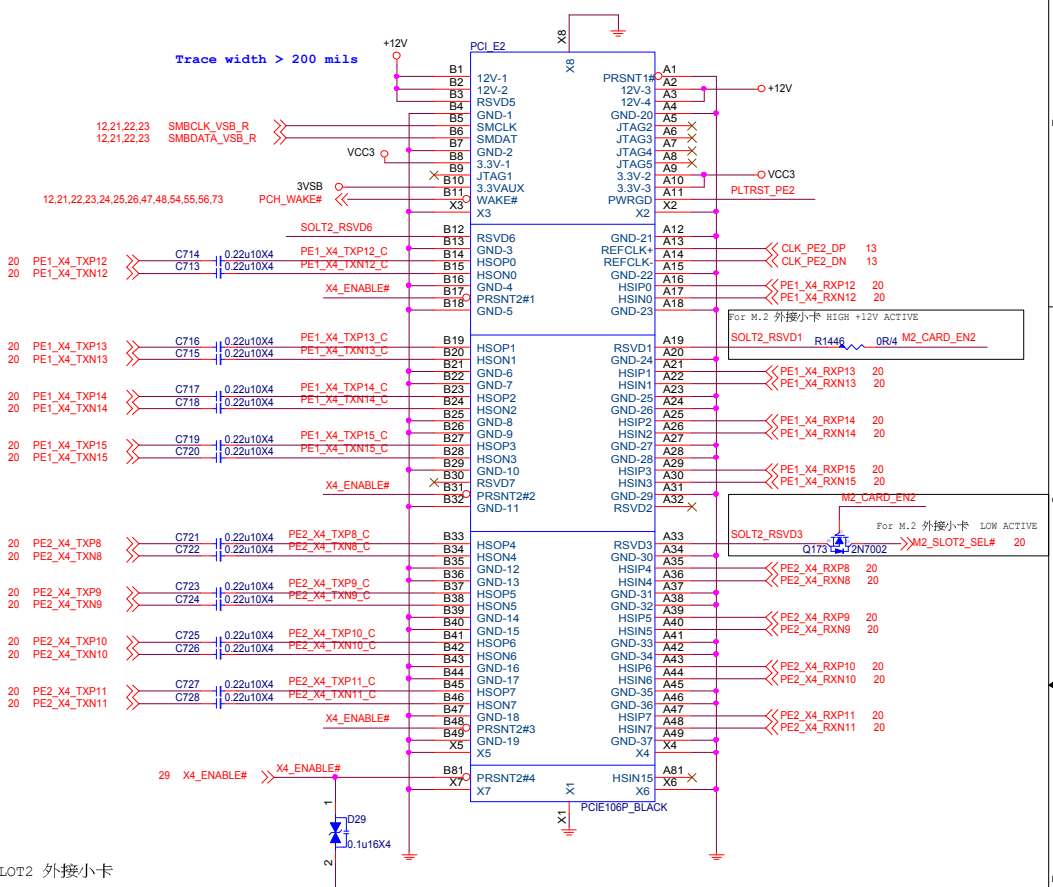 X8
+12V
PCI_E2
Trace width > 200 mils
X8
B1 12V-1 PRSNT1# A1
B2 12V-2 12V-3 A2 +12V
B3 RSVD5 12V-4 A3
B4 GND-1 GND-20 A4
12,21,22,23 SMBCLK_VSB_R B5 SMCLK JTAG2 A5
12,21,22,23 SMBDATA_VSB_R B6 SMDAT JTAG3 A6
B7 GND-2 JTAG4 A7
VCC3 B8 3.3V-1 JTAG5 A8
B9 JTAG1 3.3V-2 A9 VCC3
3VSB B10 3.3VAUX 3.3V-3 A10
12,21,22,23,24,25,26,47,48,54,55,56,73 PCH_WAKE# B11 WAKE# PWRGD A11 PLTRST_PE2
X3 X3 X2 X2
SOLT2_RSVD6 B12 RSVD6 GND-21 A12
B13 GND-3 REFCLK+ A13 CLK_PE2_DP 13
20 PE1_X4_TXP12 C714 0.22u10X4 PE1_X4_TXP12_C B14 HSOP0 REFCLK- A14 CLK_PE2_DN 13
20 PE1_X4_TXN12 C713 0.22u10X4 PE1_X4_TXN12_C B15 HSON0 GND-22 A15
B16 GND-4 HSIP0 A16 PE1_X4_RXP12 20
X4_ENABLE# B17 PRSNT2#1 HSIN0 A17 PE1_X4_RXN12 20
B18 GND-5 GND-23 A18
For M.2 外接小卡 HIGH +12V ACTIVE
20 PE1_X4_TXP13 C716 0.22u10X4 PE1_X4_TXP13_C B19 HSOP1 RSVD1 A19 SOLT2_RSVD1 R1446 0R/4 M2_CARD_EN2
20 PE1_X4_TXN13 C715 0.22u10X4 PE1_X4_TXN13_C B20 HSON1 GND-24 A20
B21 GND-6 HSIP1 A21 PE1_X4_RXP13 20
B22 GND-7 HSIN1 A22 PE1_X4_RXN13 20
20 PE1_X4_TXP14 C717 0.22u10X4 PE1_X4_TXP14_C B23 HSOP2 GND-25 A23
20 PE1_X4_TXN14 C718 0.22u10X4 PE1_X4_TXN14_C B24 HSON2 GND-26 A24
B25 GND-8 HSIP2 A25 PE1_X4_RXP14 20
B26 GND-9 HSIN2 A26 PE1_X4_RXN14 20
20 PE1_X4_TXP15 C719 0.22u10X4 PE1_X4_TXP15_C B27 HSOP3 GND-27 A27
20 PE1_X4_TXN15 C720 0.22u10X4 PE1_X4_TXN15_C B28 HSON3 GND-28 A28
B29 GND-10 HSIP3 A29 PE1_X4_RXP15 20
B30 RSVD7 HSIN3 A30 PE1_X4_RXN15 20
X4_ENABLE# B31 PRSNT2#2 GND-29 A31
B32 GND-11 RSVD2 A32 M2_CARD_EN2
For M.2 外接小卡 LOW ACTIVE
20 PE2_X4_TXP8 C721 0.22u10X4 PE2_X4_TXP8_C B33 HSOP4 RSVD3 A33 SOLT2_RSVD3 M2_SLOT2_SEL# 20
20 PE2_X4_TXN8 C722 0.22u10X4 PE2_X4_TXN8_C B34 HSON4 GND-30 A34 Q173 2N7002
B35 GND-12 HSIP4 A35 PE2_X4_RXP8 20
B36 GND-13 HSIN4 A36 PE2_X4_RXN8 20
20 PE2_X4_TXP9 C723 0.22u10X4 PE2_X4_TXP9_C B37 HSOP5 GND-31 A37
20 PE2_X4_TXN9 C724 0.22u10X4 PE2_X4_TXN9_C B38 HSON5 GND-32 A38
B39 GND-14 HSIP5 A39 PE2_X4_RXP9 20
B40 GND-15 HSIN5 A40 PE2_X4_RXN9 20
20 PE2_X4_TXP10 C725 0.22u10X4 PE2_X4_TXP10_C B41 HSOP6 GND-33 A41
20 PE2_X4_TXN10 C726 0.22u10X4 PE2_X4_TXN10_C B42 HSON6 GND-34 A42
B43 GND-16 HSIP6 A43 PE2_X4_RXP10 20
B44 GND-17 HSIN6 A44 PE2_X4_RXN10 20
20 PE2_X4_TXP11 C727 0.22u10X4 PE2_X4_TXP11_C B45 HSOP7 GND-35 A45
20 PE2_X4_TXN11 C728 0.22u10X4 PE2_X4_TXN11_C B46 HSON7 GND-36 A46
B47 GND-18 HSIP7 A47 PE2_X4_RXP11 20
X4_ENABLE# B48 PRSNT2#3 HSIN7 A48 PE2_X4_RXN11 20
B49 GND-19 GND-37 A49
X5 X5 X4 X4
29 X4_ENABLE# X4_ENABLE# B81 PRSNT2#4 HSIN15 A81
X7 X7 X1 X6 X6
1 X1 PCIE106P_BLACK
D29
0.1u16X4
2
LOT2 外接小卡